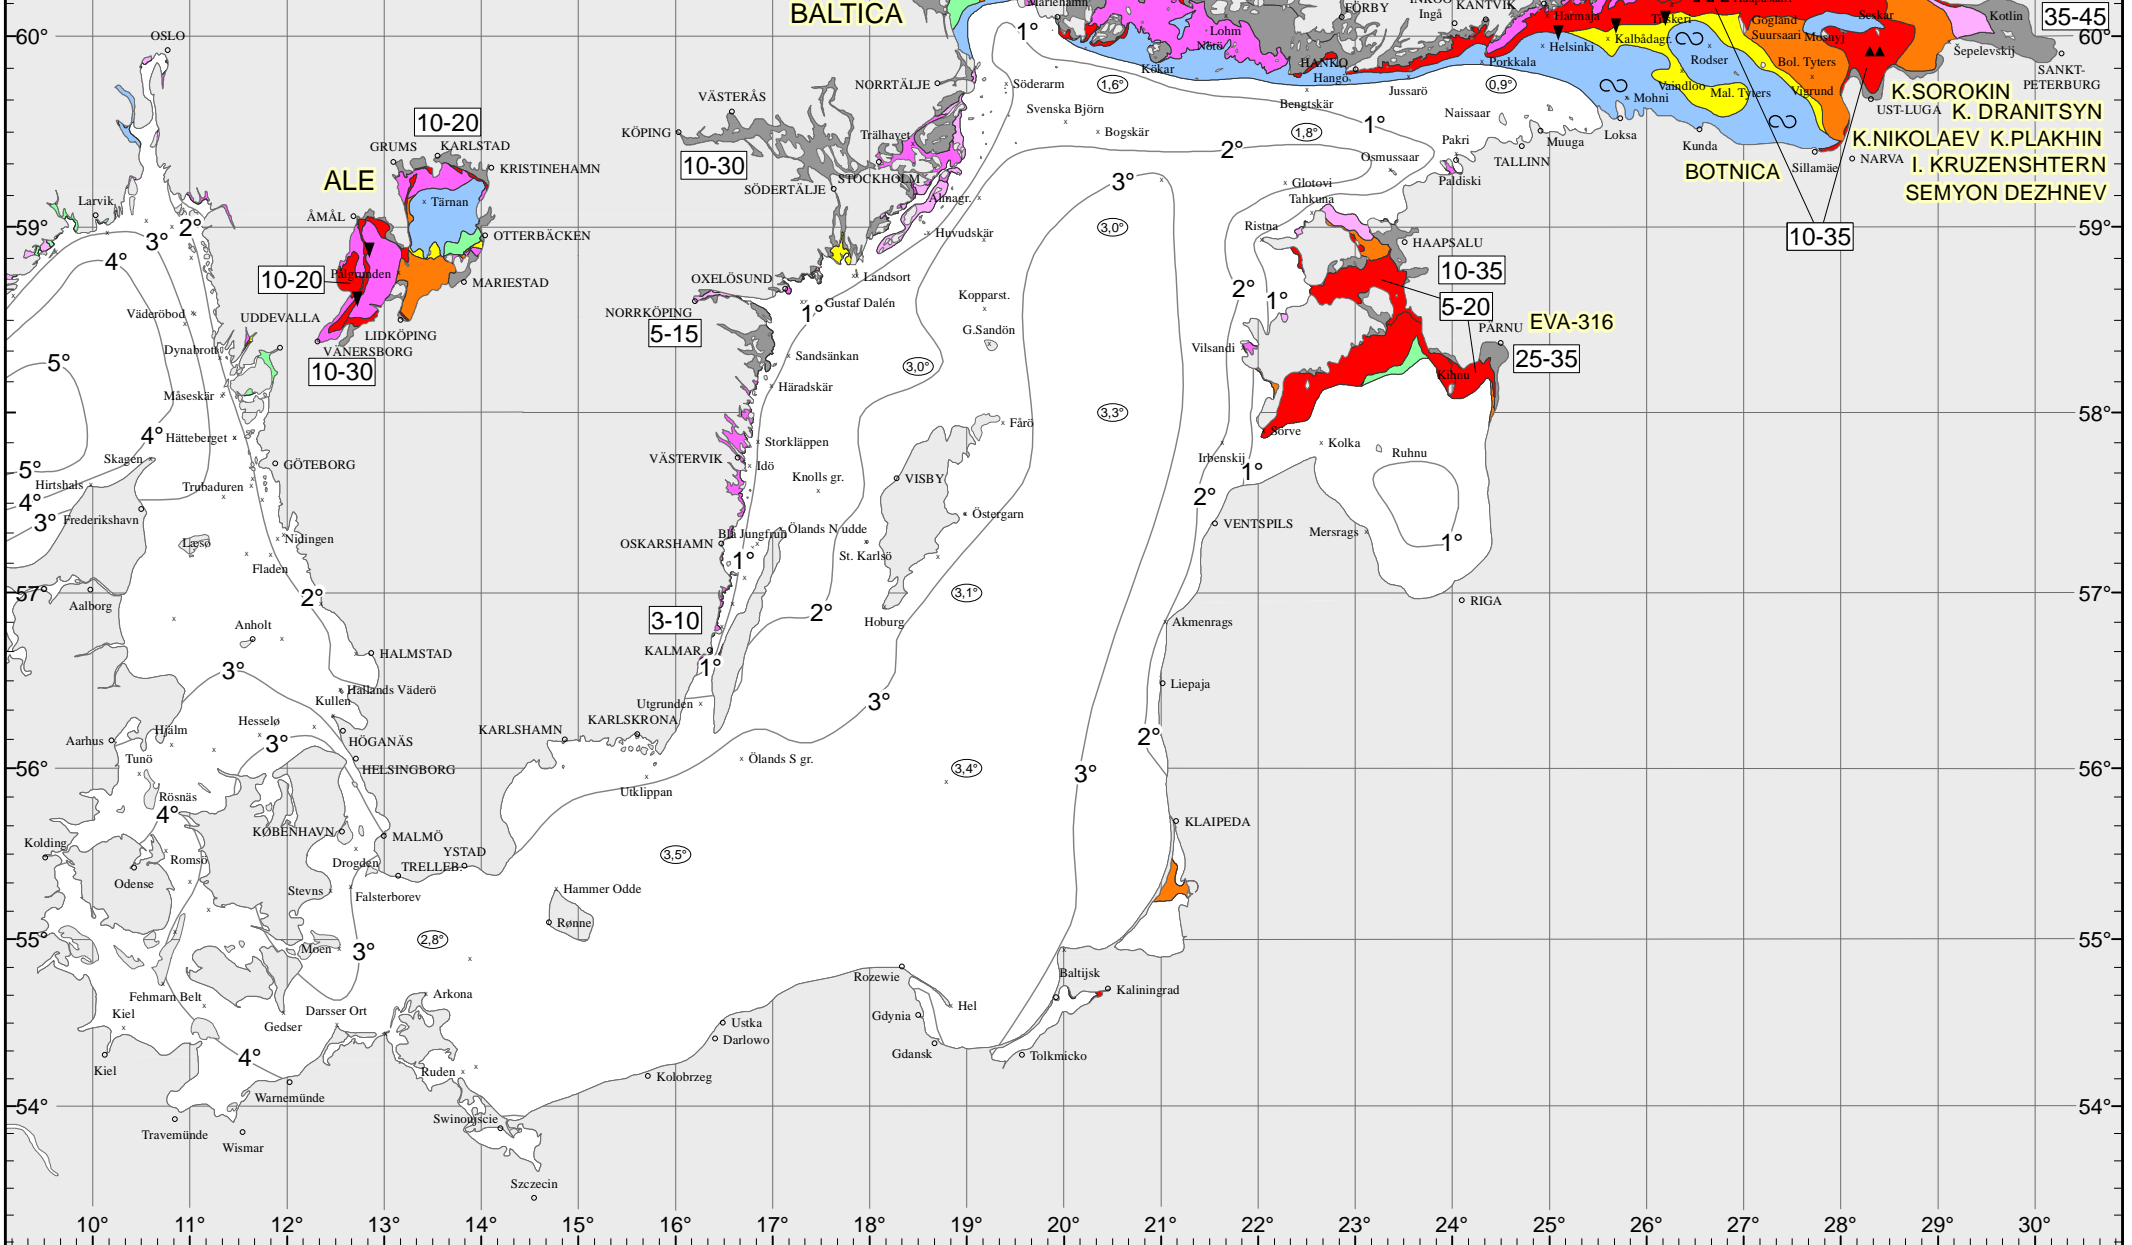 BALTICA
Mariehamn
FÖRBY
Ingå
KANTVIK
Harmaja
Gogland
Seskar
Kotlin
35-45
60°
OSLO
1°
Lohm
Nötö
Helsinki
Kalbådagr.
Suursaari
Mosnyj
Šepelevskij
60°
Kökar
HANKO
Hangö
Porkkala
Rodser
Bol. Tyters
SANKT-
PETERBURG
NORRTÄLJE
Söderarm
1,6°
Jussarö
0,9°
Vaindloo
Mal. Tyters
Vigrund
K.SOROKIN
VÄSTERÅS
Svenska Björn
Bengtskär
Naissaar
Mohni
UST-LUGA
K. DRANITSYN
10-20
KÖPING
Trälhavet
Bogskär
1,8°
1°
Pakri
Muuga
Loksa
Kunda
K.NIKOLAEV
K.PLAKHIN
GRUMS
KARLSTAD
2°
Osmussaar
TALLINN
Sillamäe
NARVA
KRISTINEHAMN
10-30
BOTNICA
I. KRUZENSHTERN
ALE
SÖDERTÄLJE
STOCKHOLM
3°
Glotovi
Paldiski
SEMYON DEZHNEV
Larvik
ÅMÅL
Tärnan
Almagr.
Tahkuna
59°
2°
3°
3,0°
Ristna
59°
OTTERBÄCKEN
Huvudskär
HAAPSALU
10-35
4°
10-20
Pålgrunden
MARIESTAD
OXELÖSUND
Landsort
10-35
2°
1°
Kopparst.
5-20
Väderöbod
UDDEVALLA
LIDKÖPING
NORRKÖPING
Gustaf Dalén
1°
G.Sandön
PÄRNU
EVA-316
Dynabrott
VÄNERSBORG
5-15
Sandsänkan
Vilsandi
25-35
5°
10-30
3,0°
Kihnu
Måseskär
Häradskär
58°
3,3°
Fårö
58°
4°
Hätteberget
Storkläppen
Sörve
Kolka
Skagen
GÖTEBORG
VÄSTERVIK
Idö
Irbenskij
1°
Ruhnu
5°
Hirtshals
Trubaduren
Knolls gr.
VISBY
2°
4°
3°
Frederikshavn
Östergarn
VENTSPILS
Mersrags
Læsø
Nidingen
OSKARSHAMN
Blå Jungfrun
Ölands N udde
St. Karlsö
1°
Fladen
1°
57°
Aalborg
2°
3,1°
57°
RIGA
Anholt
3-10
2°
Hoburg
Akmenrags
HALMSTAD
KALMAR
1°
3°
Liepaja
Hallands Väderö
Kullen
Utgrunden
3°
Hesselø
KARLSKRONA
Aarhus
Hjälm
3°
HÖGANÄS
KARLSHAMN
2°
Tunö
56°
HELSINGBORG
Ölands S gr.
3,4°
3°
56°
Rösnäs
Utklippan
4°
KØBENHAVN
MALMÖ
KLAIPEDA
Kolding
Romsö
Drogden
YSTAD
TRELLEB.
3,5°
Odense
Stevns
Falsterborev
Hammer Odde
Rønne
55°
Moen
3°
2,8°
55°
Rozewie
Baltijsk
Fehmarn Belt
Arkona
Hel
Kaliningrad
Kiel
Gedser
Darsser Ort
Ustka
Gdynia
Darlowo
Kiel
4°
Gdansk
Tolkmicko
Ruden
Kolobrzeg
54°
Warnemünde
54°
Swinoujscie
Travemünde
Wismar
Szczecin
10° 11° 12° 13° 14° 15° 16° 17° 18° 19° 20° 21° 22° 23° 24° 25° 26° 27° 28° 29° 30°